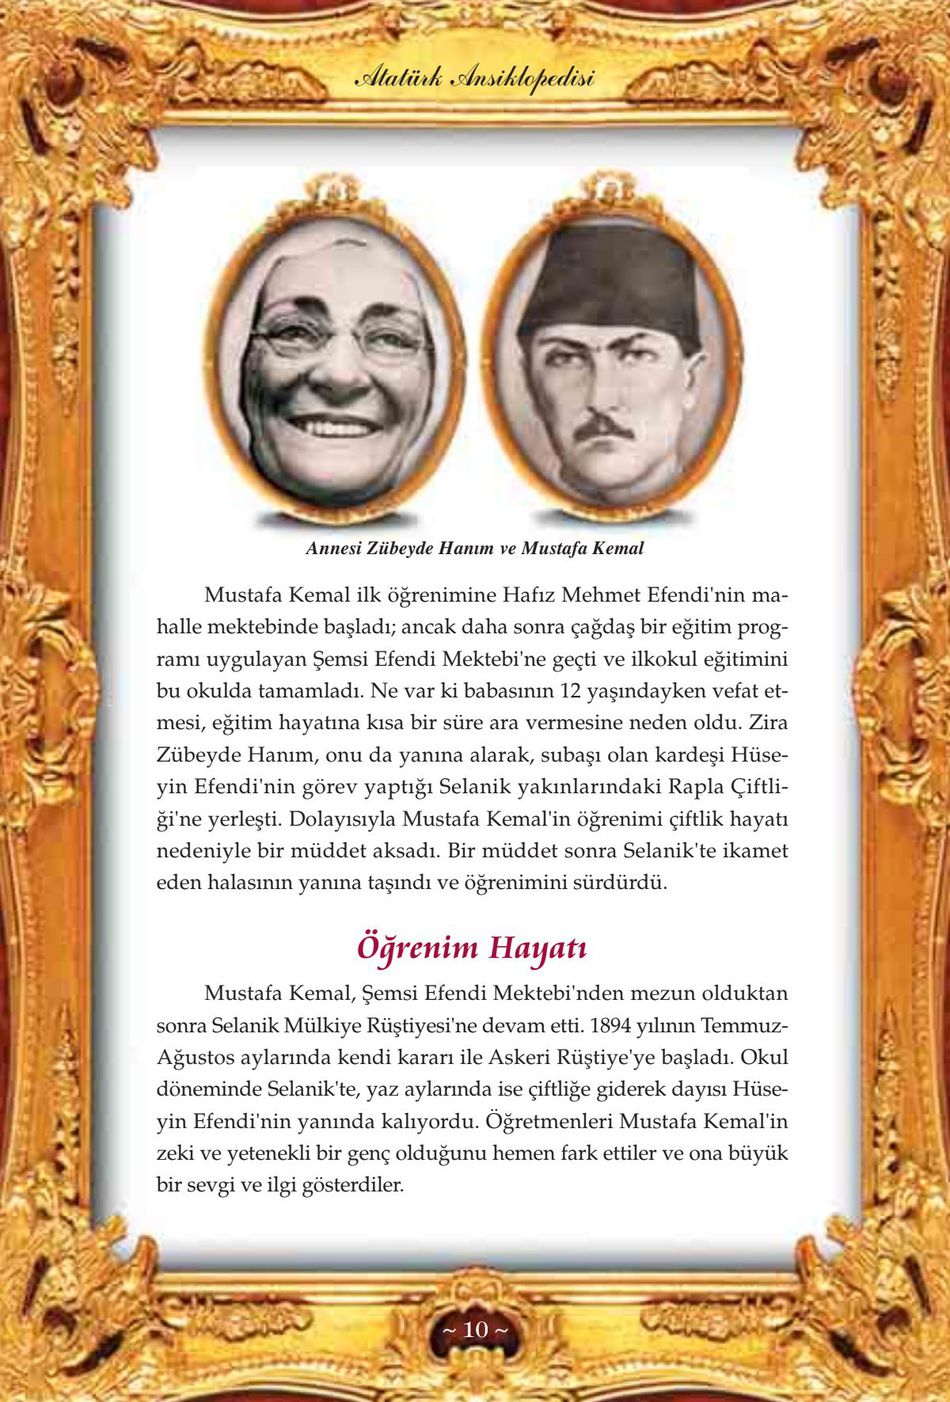 Atatürk Ansiklopedisi
Annesi Zübeyde Hanım ve Mustafa Kemal
Mustafa Kemal ilk öğrenimine Hafız Mehmet Efendi'nin ma-
halle mektebinde başladı; ancak daha sonra çağdaş bir eğitim prog-
ramı uygulayan Şemsi Efendi Mektebi'ne geçti ve ilkokul eğitimini
bu okulda tamamladı. Ne var ki babasının 12 yaşındayken vefat et-
mesi, eğitim hayatına kısa bir süre ara vermesine neden oldu. Zira
Zübeyde Hanım, onu da yanına alarak, subaşı olan kardeşi Hüse-
yin Efendi'nin görev yaptığı Selanik yakınlarındaki Rapla Çiftli-
ği'ne yerleşti. Dolayısıyla Mustafa Kemal'in öğrenimi çiftlik hayatı
nedeniyle bir müddet aksadı. Bir müddet sonra Selanik'te ikamet
eden halasının yanına taşındı ve öğrenimini sürdürdü.
Öğrenim Hayatı
Mustafa Kemal, Şemsi Efendi Mektebi'nden mezun olduktan
sonra Selanik Mülkiye Rüştiyesi'ne devam etti. 1894 yılının Temmuz-
Ağustos aylarında kendi kararı ile Askeri Rüştiye'ye başladı. Okul
döneminde Selanik'te, yaz aylarında ise çiftliğe giderek dayısı Hüse-
yin Efendi'nin yanında kalıyordu. Öğretmenleri Mustafa Kemal'in
zeki ve yetenekli bir genç olduğunu hemen fark ettiler ve ona büyük
bir sevgi ve ilgi gösterdiler.
~ 10 ~